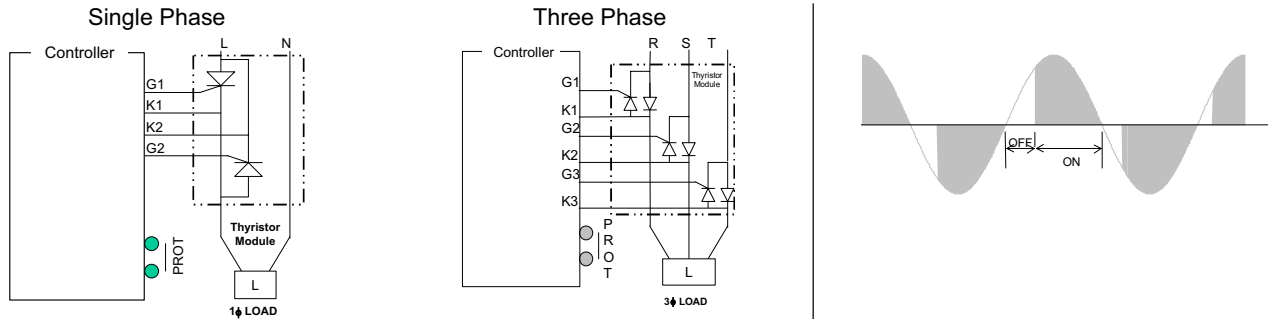 Single Phase
Controller
L
N
G1
K1
K2
G2
PROT
Thyristor
Module
L
1ϕ LOAD
Three Phase
Controller
R
S
T
Thyristor
Module
G1
K1
G2
K2
G3
K3
P
R
O
T
L
3ϕ LOAD
OFF
ON